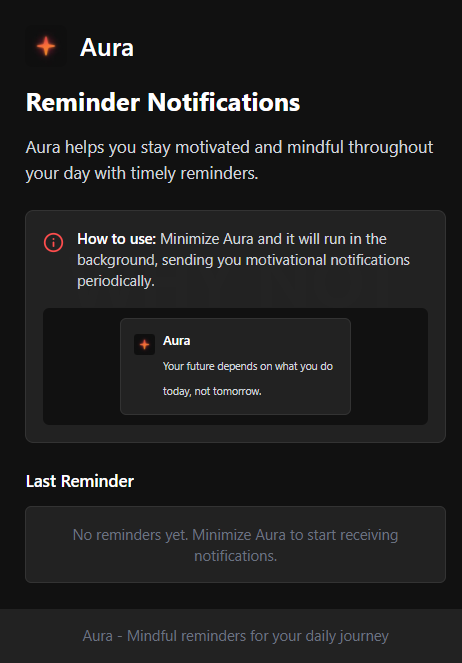 Aura
Reminder Notifications
Aura helps you stay motivated and mindful throughout
your day with timely reminders.
How to use: Minimize Aura and it will run in the
background, sending you motivational notifications
periodically.
Aura
Your future depends on what you do
today, not tomorrow.
Last Reminder
No reminders yet. Minimize Aura to start receiving
notifications.
Aura - Mindful reminders for your daily journey